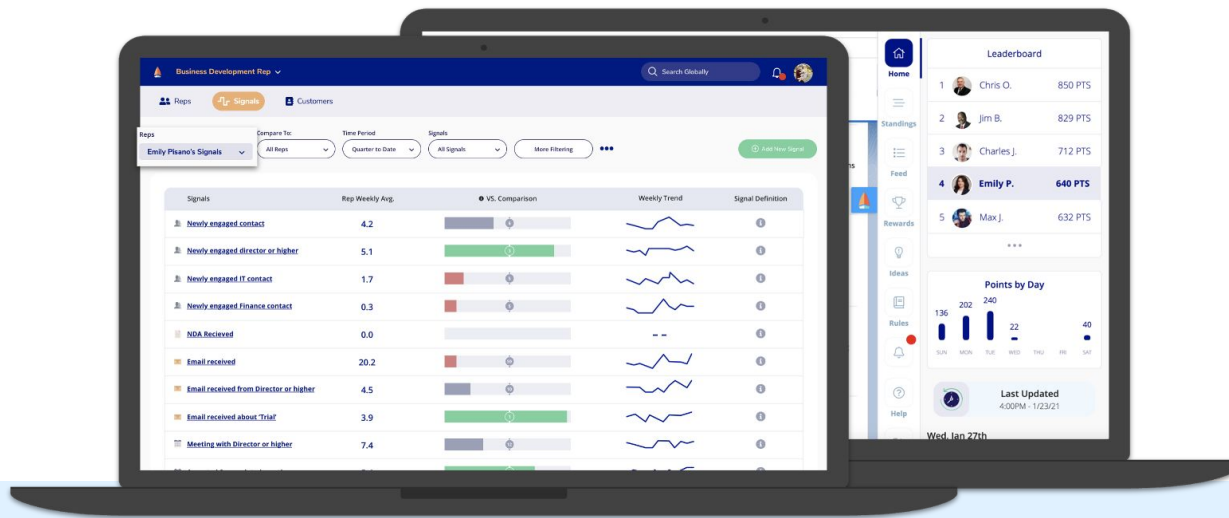 Business Development Rep
Search Globally
Reps
Signals
Customers
Reps
Compare To:
Time Period
Signals
Emily Pisano's Signals
All Reps
Quarter to Date
All Signals
More Filtering
Add New Signal
Signals
Rep Weekly Avg.
VS. Comparison
Weekly Trend
Signal Definition
Newly engaged contact
4.2
Newly engaged director or higher
5.1
Newly engaged IT contact
1.7
Newly engaged Finance contact
0.3
NDA Recieved
0.0
- -
Email received
20.2
Email received from Director or higher
4.5
Email received about 'Trial'
3.9
Meeting with Director or higher
7.4
Home
Standings
Feed
Rewards
Ideas
Rules
Help
Leaderboard
1 Chris O. 850 PTS
2 Jim B. 829 PTS
3 Charles J. 712 PTS
4 Emily P. 640 PTS
5 Max J. 632 PTS
Points by Day
136 202 240 22 40
SUN MON TUE WED THU FRI SAT
Last Updated
4:00PM - 1/23/21
Wed, Jan 27th